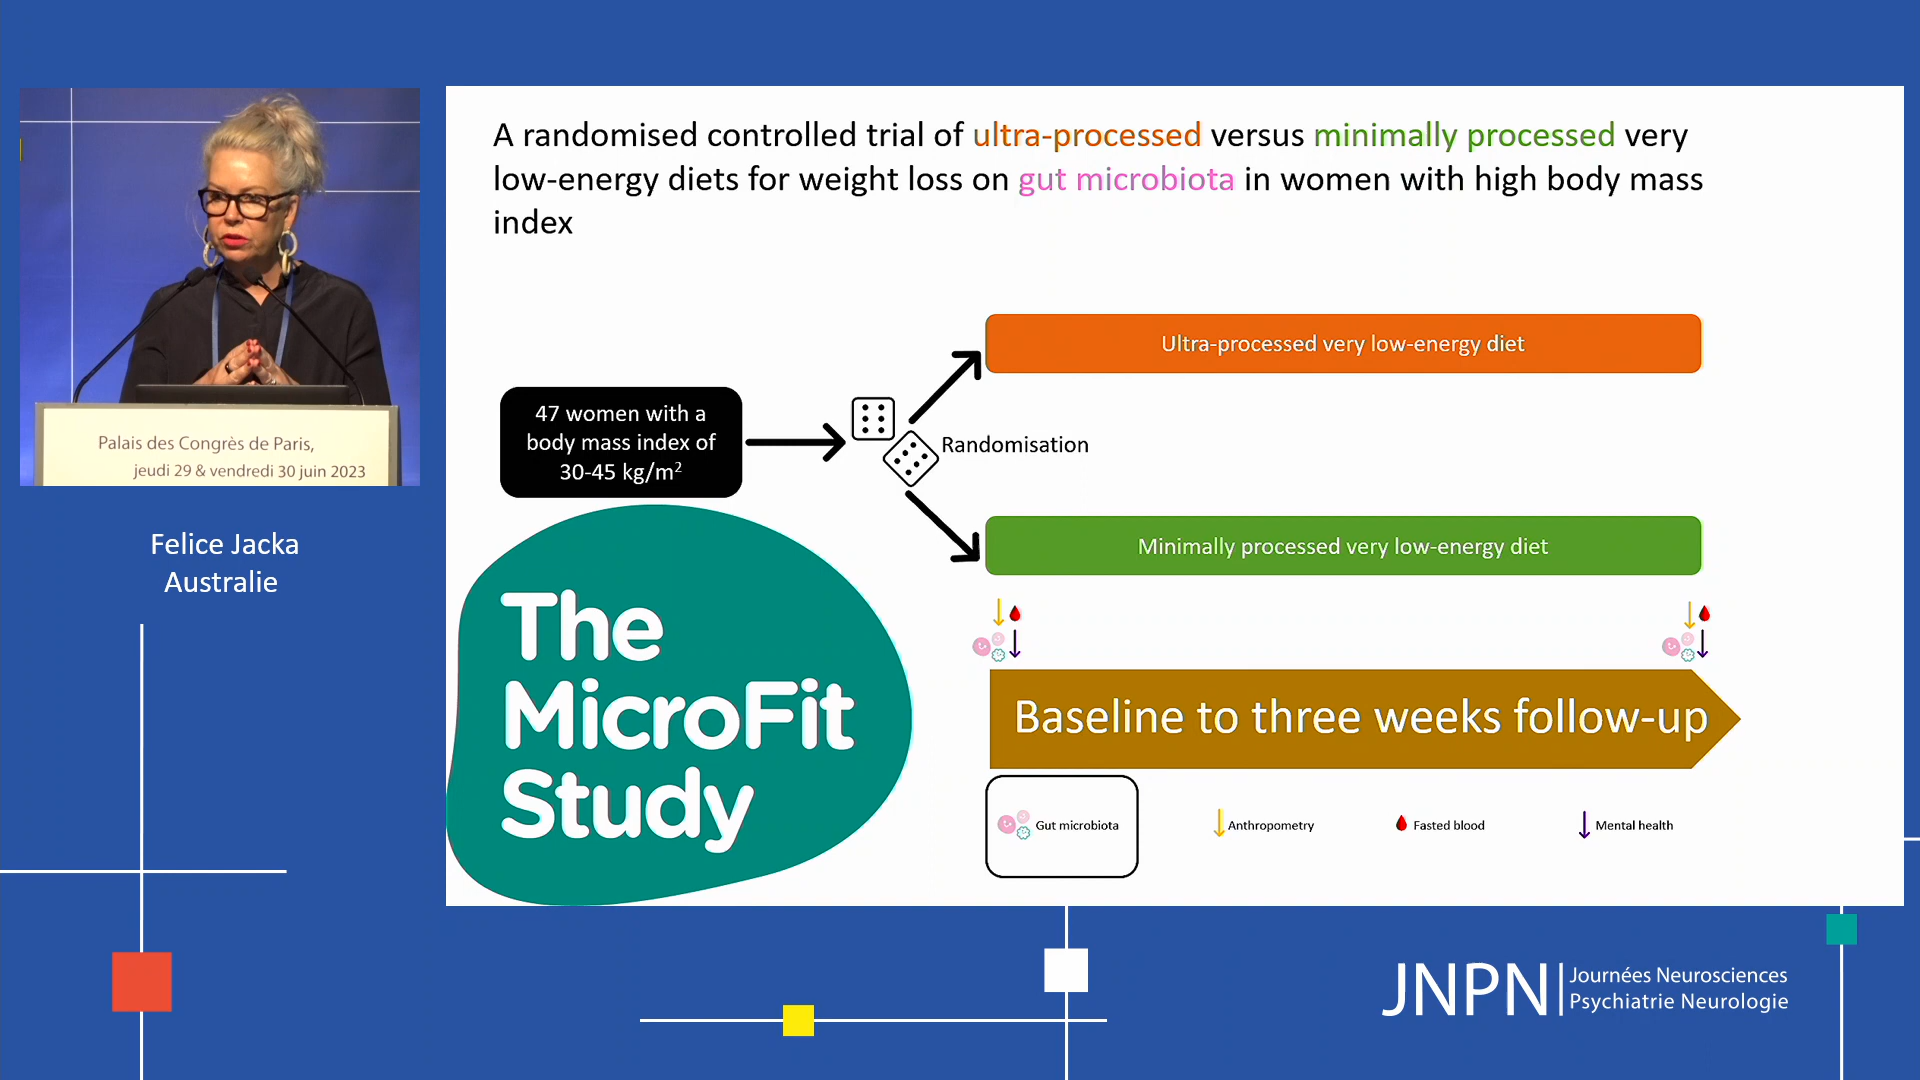 A randomised controlled trial of ultra-processed versus minimally processed very
low-energy diets for weight loss on gut microbiota in women with high body mass
index
Ultra-processed very low-energy diet
47 women with a
body mass index of
30-45 kg/m²
Randomisation
Minimally processed very low-energy diet
The
MicroFit
Study
Baseline to three weeks follow-up
Gut microbiota
Anthropometry
Fasted blood
Mental health
Palais des Congrès de Paris,
jeudi 29 & vendredi 30 juin 2023
Felice Jacka
Australie
JNPN
Journées Neurosciences
Psychiatrie Neurologie